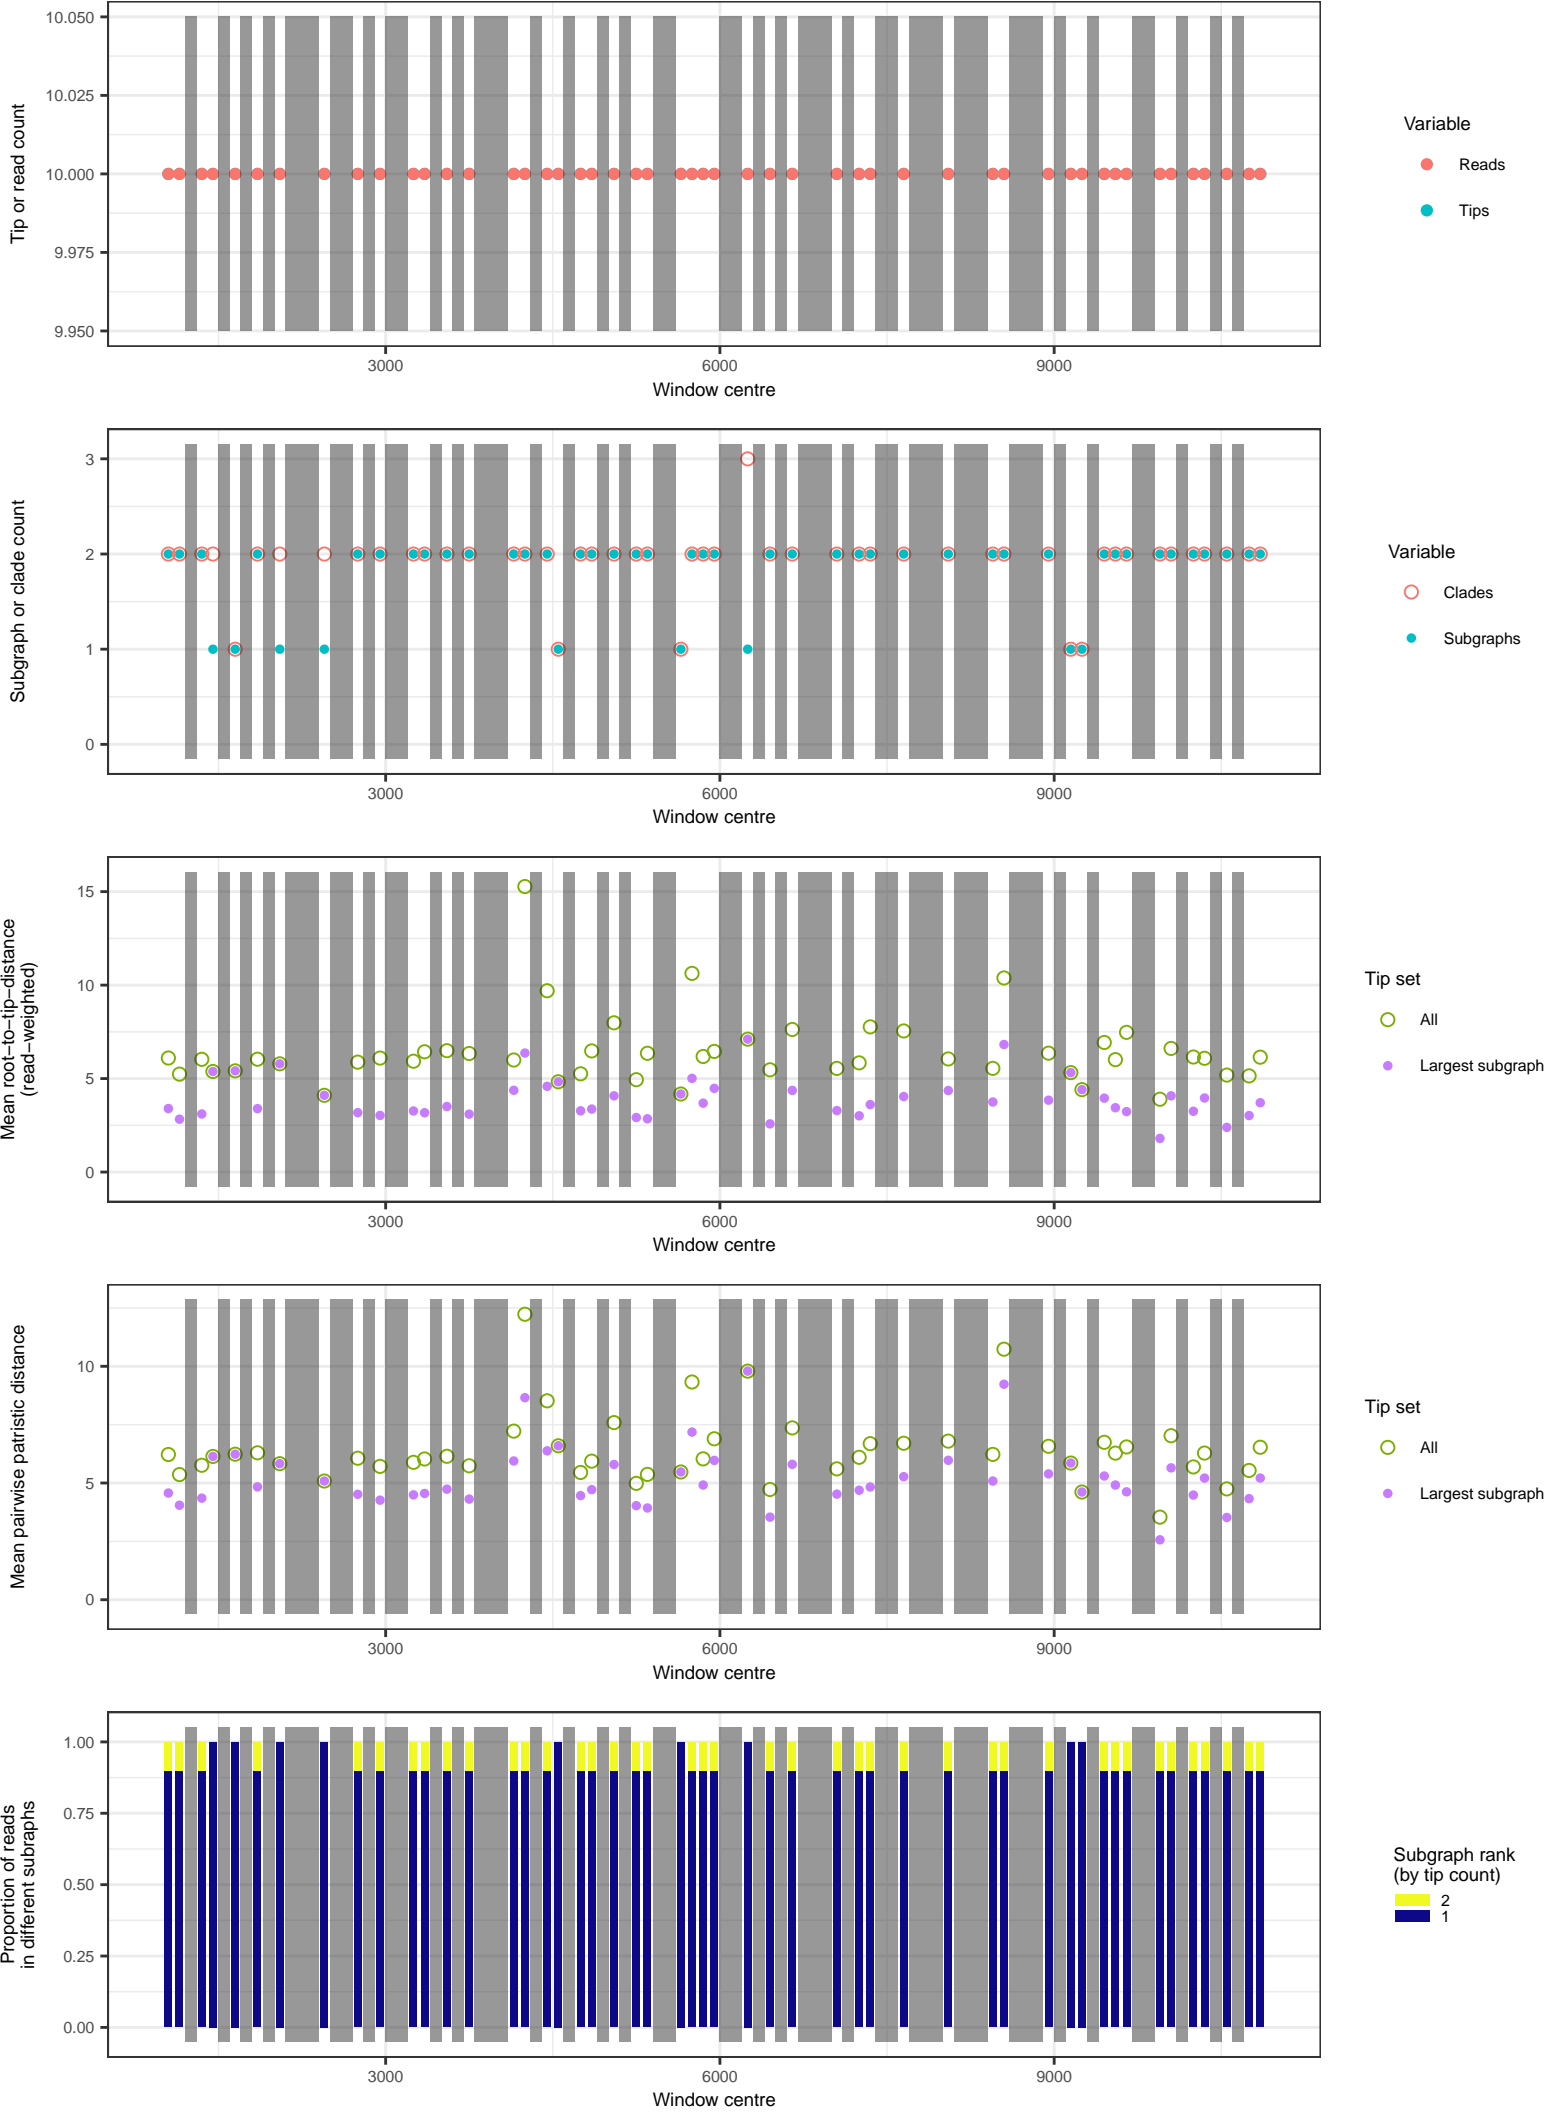 10.050
10.025
10.000
9.975
9.950
Tip or read count
3000
6000
9000
Window centre
Variable
Reads
Tips
3
2
1
0
Subgraph or clade count
3000
6000
9000
Window centre
Variable
Clades
Subgraphs
15
10
5
0
Mean root−to−tip−distance
(read−weighted)
3000
6000
9000
Window centre
Tip set
All
Largest subgraph
10
5
0
Mean pairwise patristic distance
3000
6000
9000
Window centre
Tip set
All
Largest subgraph
1.00
0.75
0.50
0.25
0.00
Proportion of reads
in different subraphs
3000
6000
9000
Window centre
Subgraph rank
(by tip count)
2
1